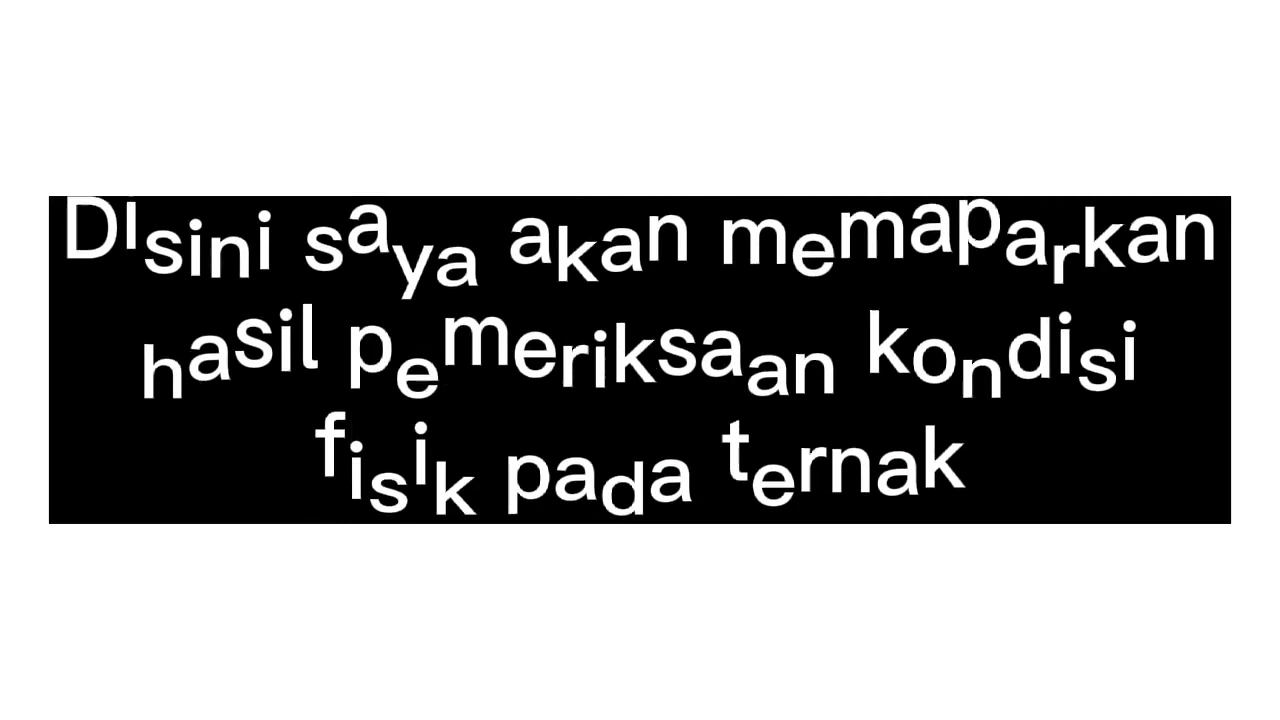 Disini saya akan memaparkan
hasil pemeriksaan kondisi
fisik pada ternak